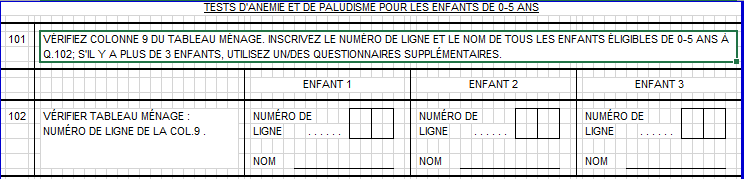 TESTS D'ANEMIE ET DE PALUDISME POUR LES ENFANTS DE 0-5 ANS
101 VÉRIFIEZ COLONNE 9 DU TABLEAU MÉNAGE. INSCRIVEZ LE NUMÉRO DE LIGNE ET LE NOM DE TOUS LES ENFANTS ÉLIGIBLES DE 0-5 ANS À
Q.102; S'IL Y A PLUS DE 3 ENFANTS, UTILISEZ UN/DES QUESTIONNAIRES SUPPLÉMENTAIRES.
ENFANT 1 ENFANT 2 ENFANT 3
102 VÉRIFIER TABLEAU MÉNAGE : NUMÉRO DE NUMÉRO DE NUMÉRO DE
NUMÉRO DE LIGNE DE LA COL.9 . LIGNE . . . . . . LIGNE . . . . . . LIGNE . . . . . .
NOM NOM NOM